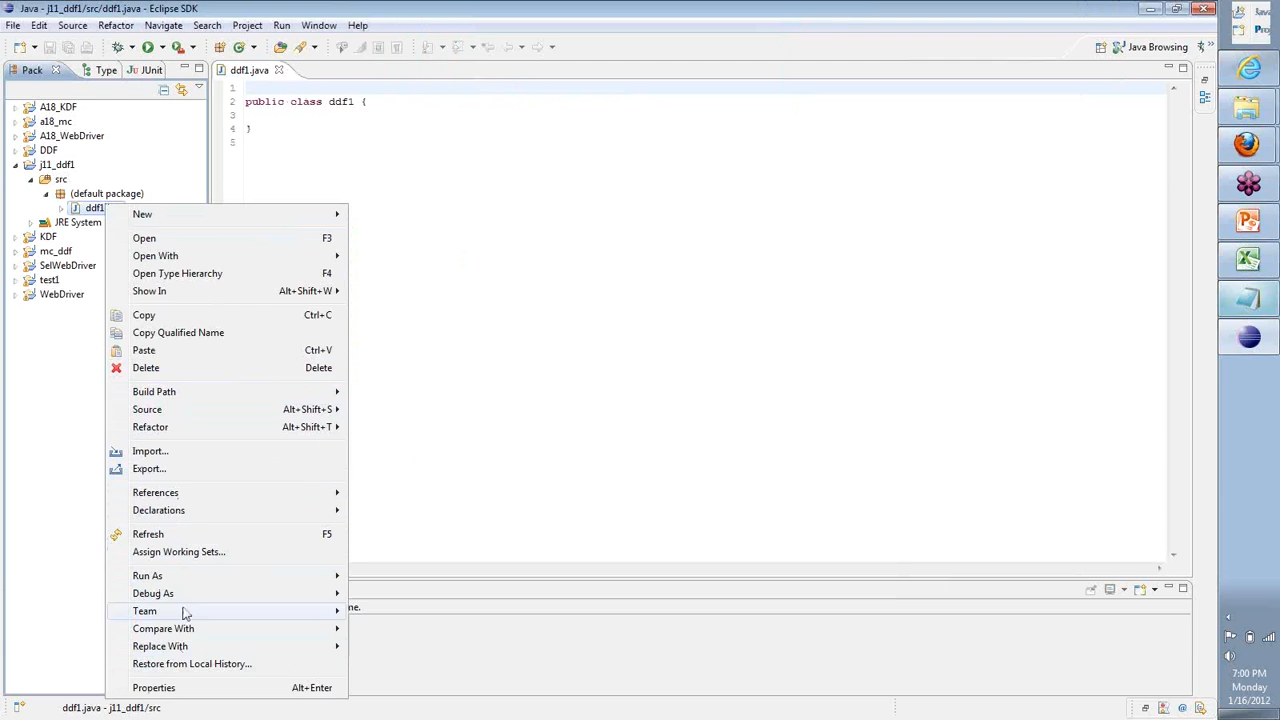 Java - j11_ddf1/src/ddf1.java - Eclipse SDK
File Edit Source Refactor Navigate Search Project Run Window Help
Java Browsing
Pack Type JUnit
ddf1.java
A18_KDF
a18_mc
A18_WebDriver
DDF
j11_ddf1
src
(default package)
ddf1
JRE System
KDF
mc_ddf
SelWebDriver
test1
WebDriver
1
2 public class ddf1 {
3
4 }
5
New
Open F3
Open With
Open Type Hierarchy F4
Show In Alt+Shift+W
Copy Ctrl+C
Copy Qualified Name
Paste Ctrl+V
Delete Delete
Build Path
Source Alt+Shift+S
Refactor Alt+Shift+T
Import...
Export...
References
Declarations
Refresh F5
Assign Working Sets...
Run As
Debug As
Team
Compare With
Replace With
Restore from Local History...
Properties Alt+Enter
me.
ddf1.java - j11_ddf1/src
Java
Proj
7:00 PM
Monday
1/16/2012